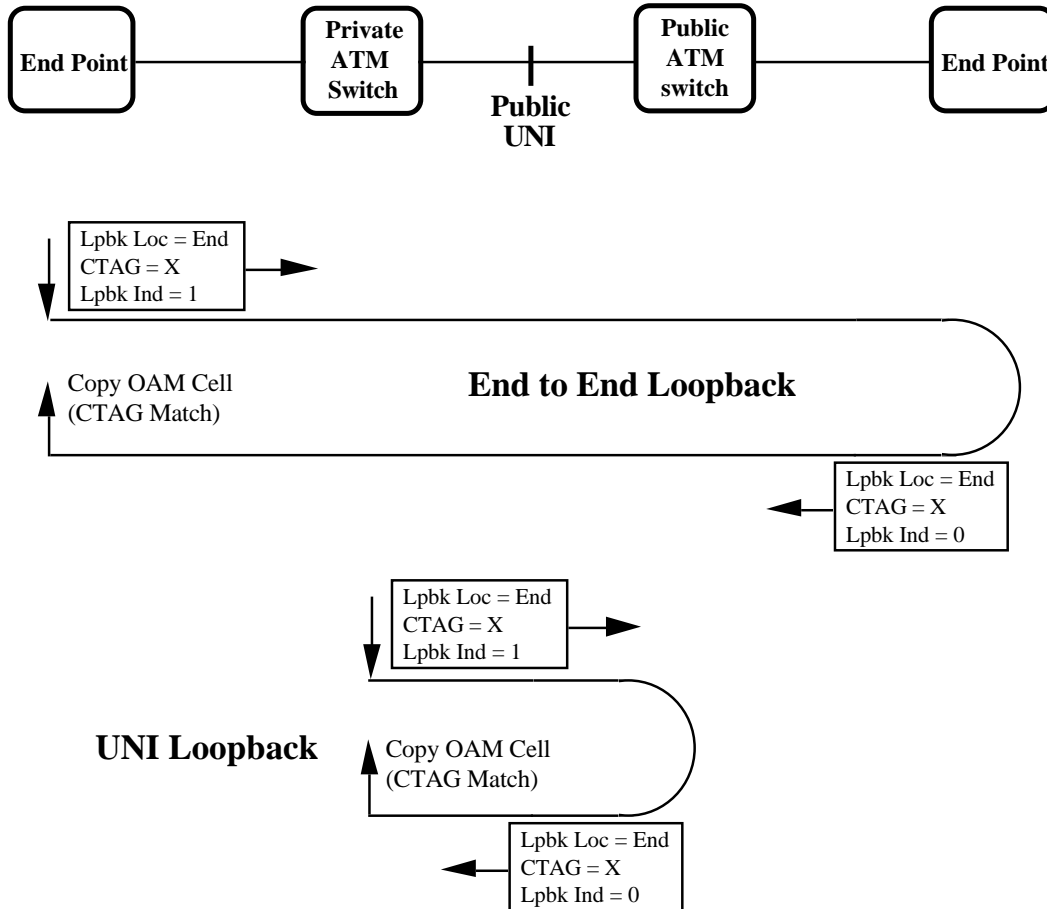 End Point
Private
ATM
Switch
Public
UNI
Public
ATM
switch
End Point
Lpbk Loc = End
CTAG = X
Lpbk Ind = 1
Copy OAM Cell
(CTAG Match)
End to End Loopback
Lpbk Loc = End
CTAG = X
Lpbk Ind = 0
Lpbk Loc = End
CTAG = X
Lpbk Ind = 1
UNI Loopback
Copy OAM Cell
(CTAG Match)
Lpbk Loc = End
CTAG = X
Lpbk Ind = 0